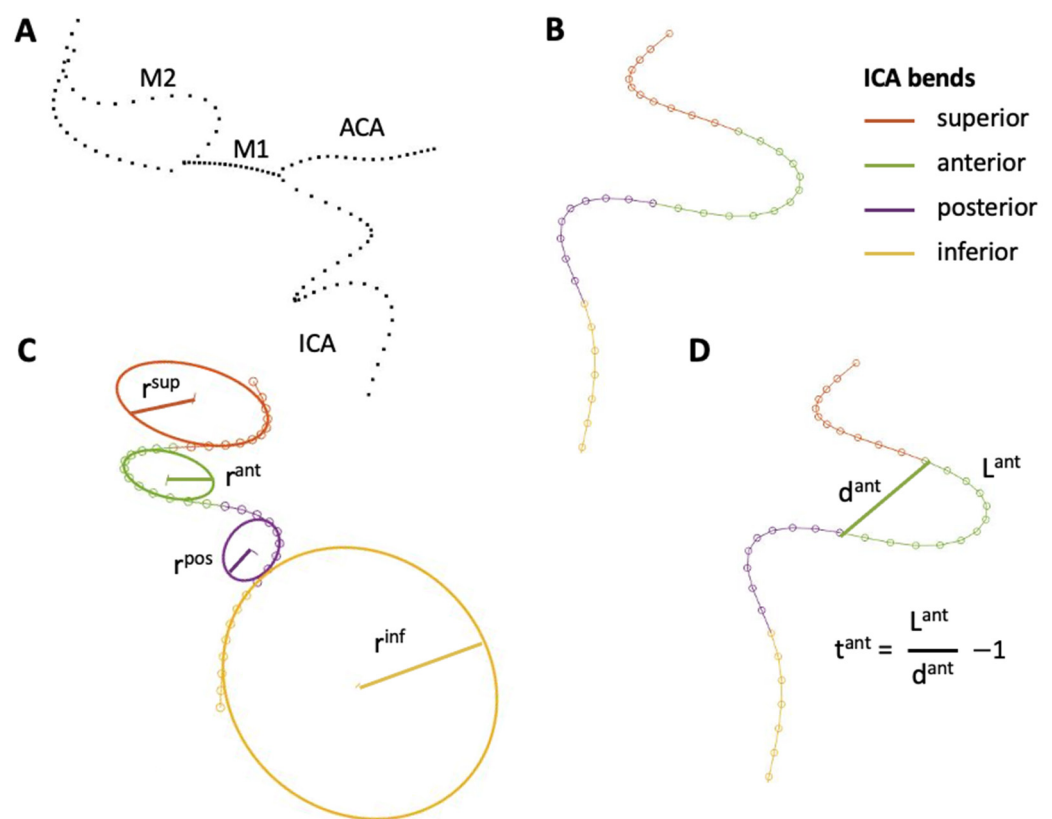 A
M2
M1
ACA
ICA
B
ICA bends
superior
anterior
posterior
inferior
C
r^sup
r^ant
r^pos
r^inf
D
d^ant
L^ant
t^ant = L^ant / d^ant −1